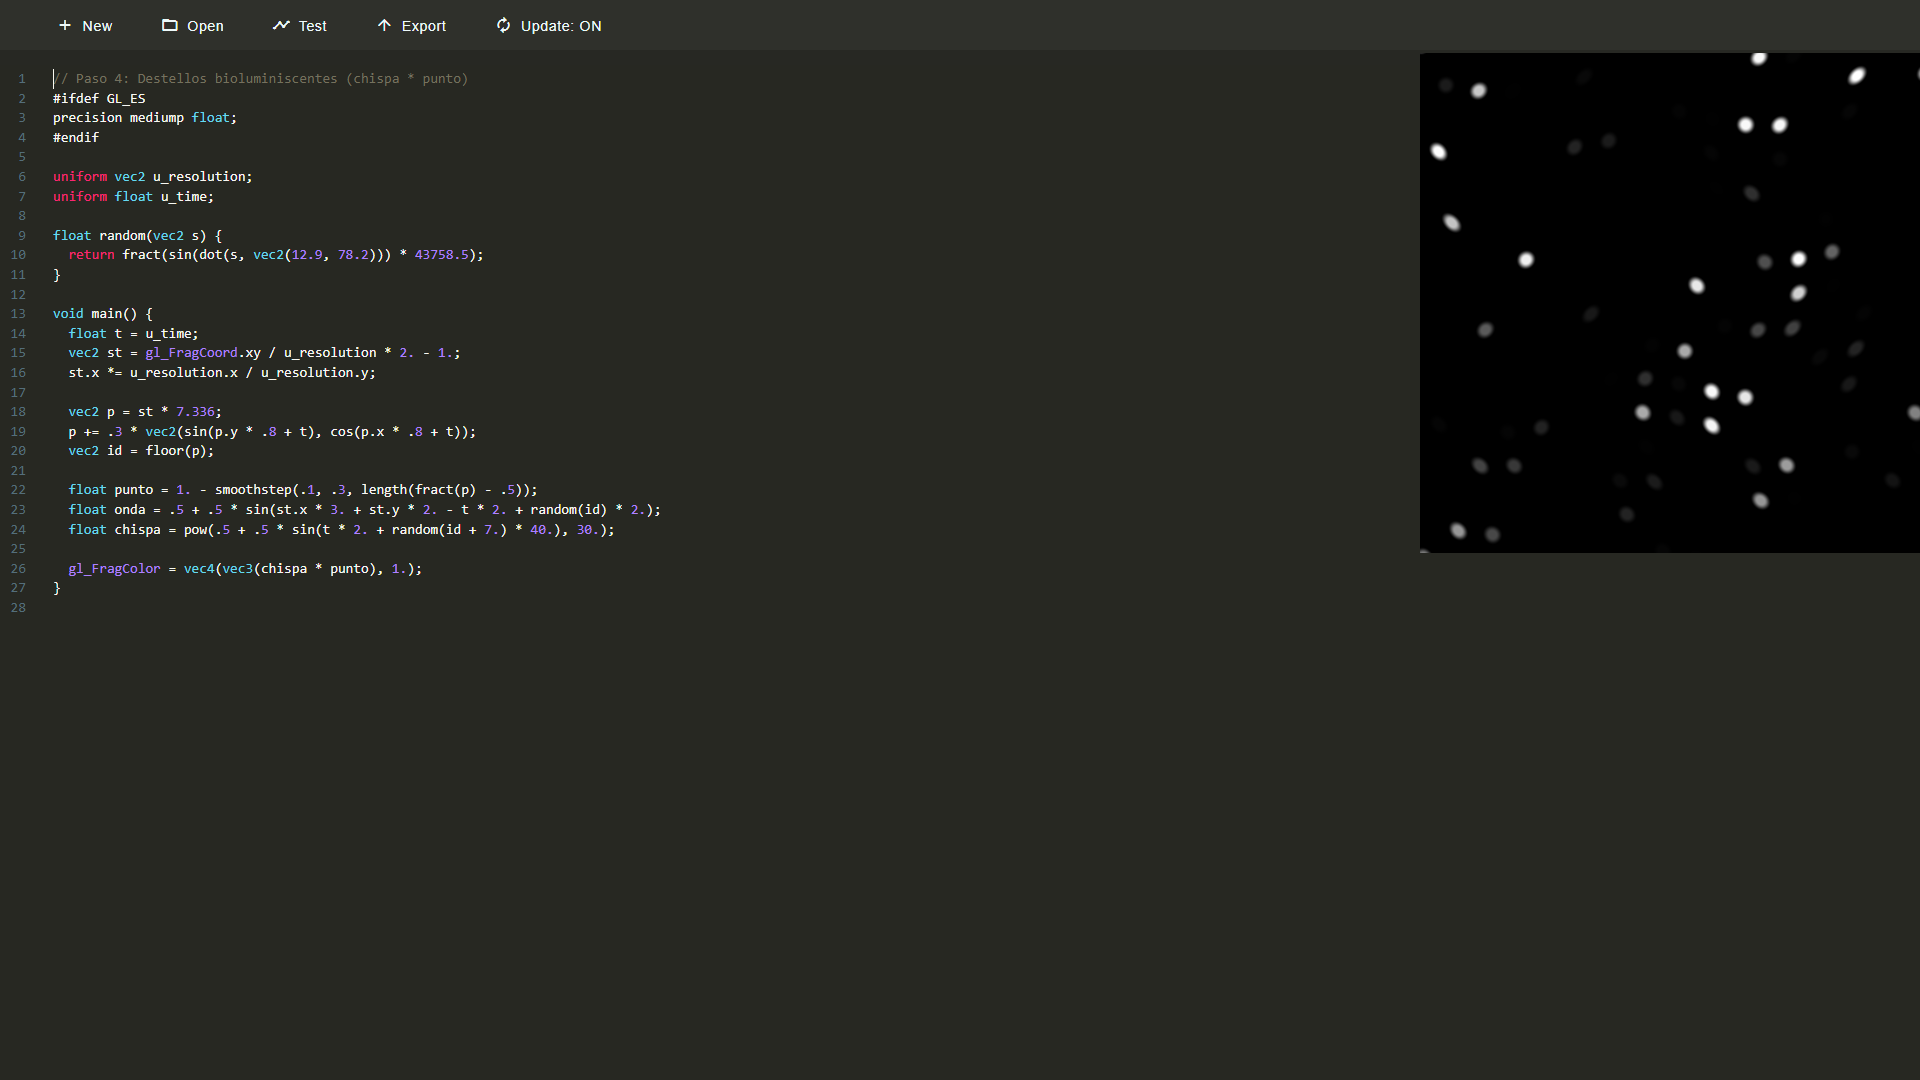 New Open Test Export Update: ON
1 // Paso 4: Destellos bioluminiscentes (chispa * punto)
2 #ifdef GL_ES
3 precision mediump float;
4 #endif
5
6 uniform vec2 u_resolution;
7 uniform float u_time;
8
9 float random(vec2 s) {
10   return fract(sin(dot(s, vec2(12.9, 78.2))) * 43758.5);
11 }
12
13 void main() {
14   float t = u_time;
15   vec2 st = gl_FragCoord.xy / u_resolution * 2. - 1.;
16   st.x *= u_resolution.x / u_resolution.y;
17
18   vec2 p = st * 7.336;
19   p += .3 * vec2(sin(p.y * .8 + t), cos(p.x * .8 + t));
20   vec2 id = floor(p);
21
22   float punto = 1. - smoothstep(.1, .3, length(fract(p) - .5));
23   float onda = .5 + .5 * sin(st.x * 3. + st.y * 2. - t * 2. + random(id) * 2.);
24   float chispa = pow(.5 + .5 * sin(t * 2. + random(id + 7.) * 40.), 30.);
25
26   gl_FragColor = vec4(vec3(chispa * punto), 1.);
27 }
28